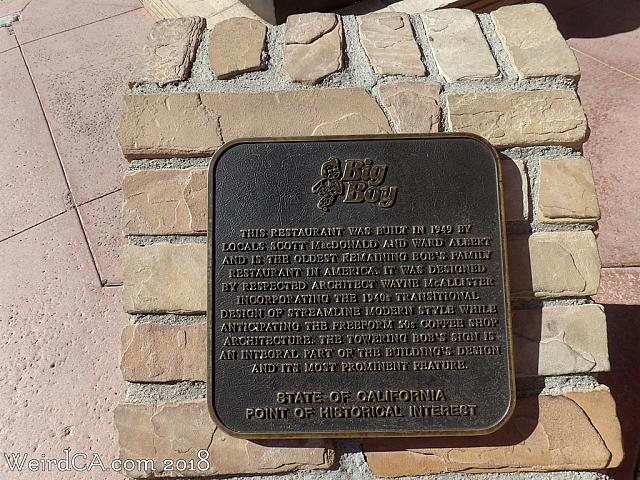 Big
Boy
THIS RESTAURANT WAS BUILT IN 1949 BY
LOCALS SCOTT MacDONALD AND WARD ALBERT
AND IS THE OLDEST REMAINING BOB'S FAMILY
RESTAURANT IN AMERICA. IT WAS DESIGNED
BY RESPECTED ARCHITECT WAYNE McALLISTER
INCORPORATING THE 1940s TRANSITIONAL
DESIGN OF STREAMLINE MODERN STYLE WHILE
ANTICIPATING THE FREEFORM 50s COFFEE SHOP
ARCHITECTURE. THE TOWERING BOB'S SIGN IS
AN INTEGRAL PART OF THE BUILDING'S DESIGN
AND ITS MOST PROMINENT FEATURE.
STATE OF CALIFORNIA
POINT OF HISTORICAL INTEREST
WeirdCA.com 2018